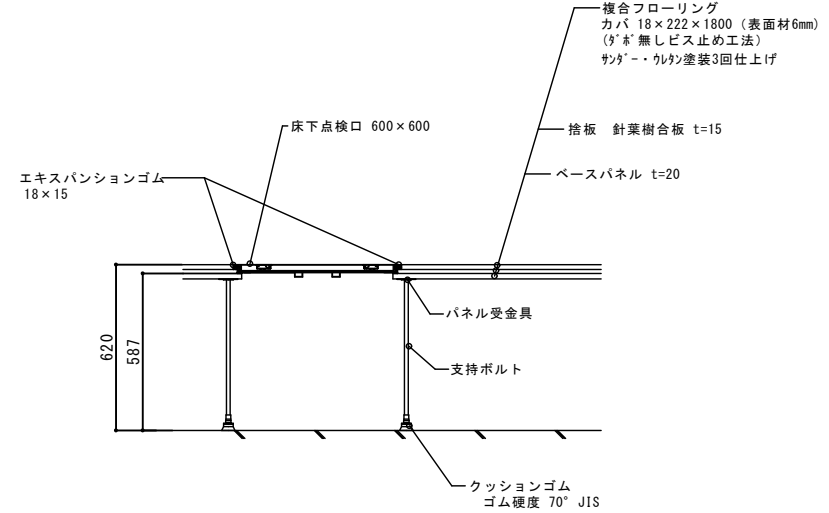 複合フローリング
カバ 18×222×1800 (表面材6mm)
(ﾀﾞﾎﾞ無しビス止め工法)
ｻﾝﾀﾞｰ・ｳﾚﾀﾝ塗装3回仕上げ
床下点検口 600×600
捨板 針葉樹合板 t=15
エキスパンションゴム
18×15
ベースパネル t=20
パネル受金具
620
587
支持ボルト
クッションゴム
ゴム硬度 70° JIS